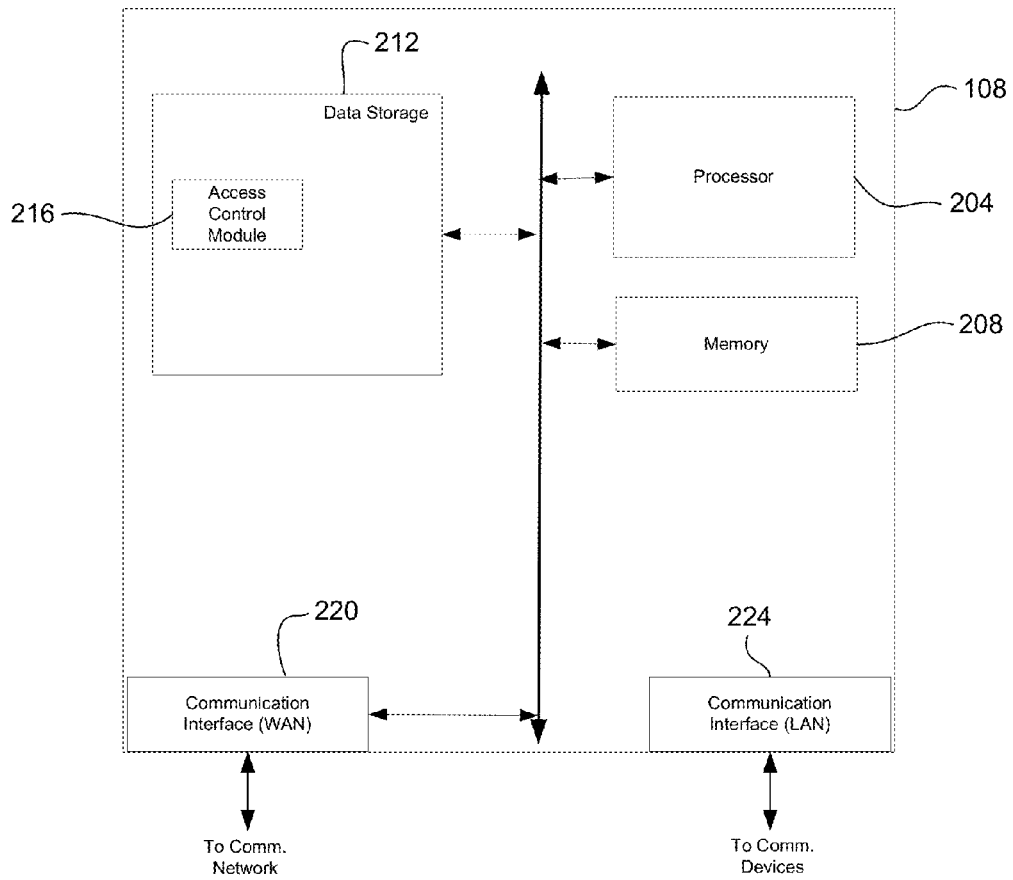 212
Data Storage
108
Access
Control
Module
216
Processor
204
Memory
208
220
224
Communication
Interface (WAN)
Communication
Interface (LAN)
To Comm.
Network
To Comm.
Devices